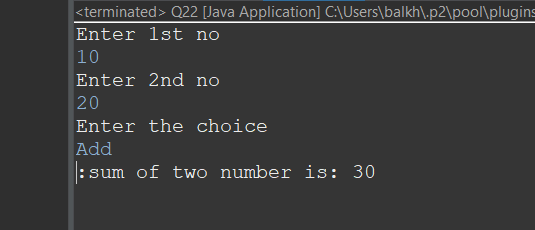 <terminated> Q22 [Java Application] C:\Users\balkh\.p2\pool\plugins
Enter 1st no
10
Enter 2nd no
20
Enter the choice
Add
:sum of two number is: 30